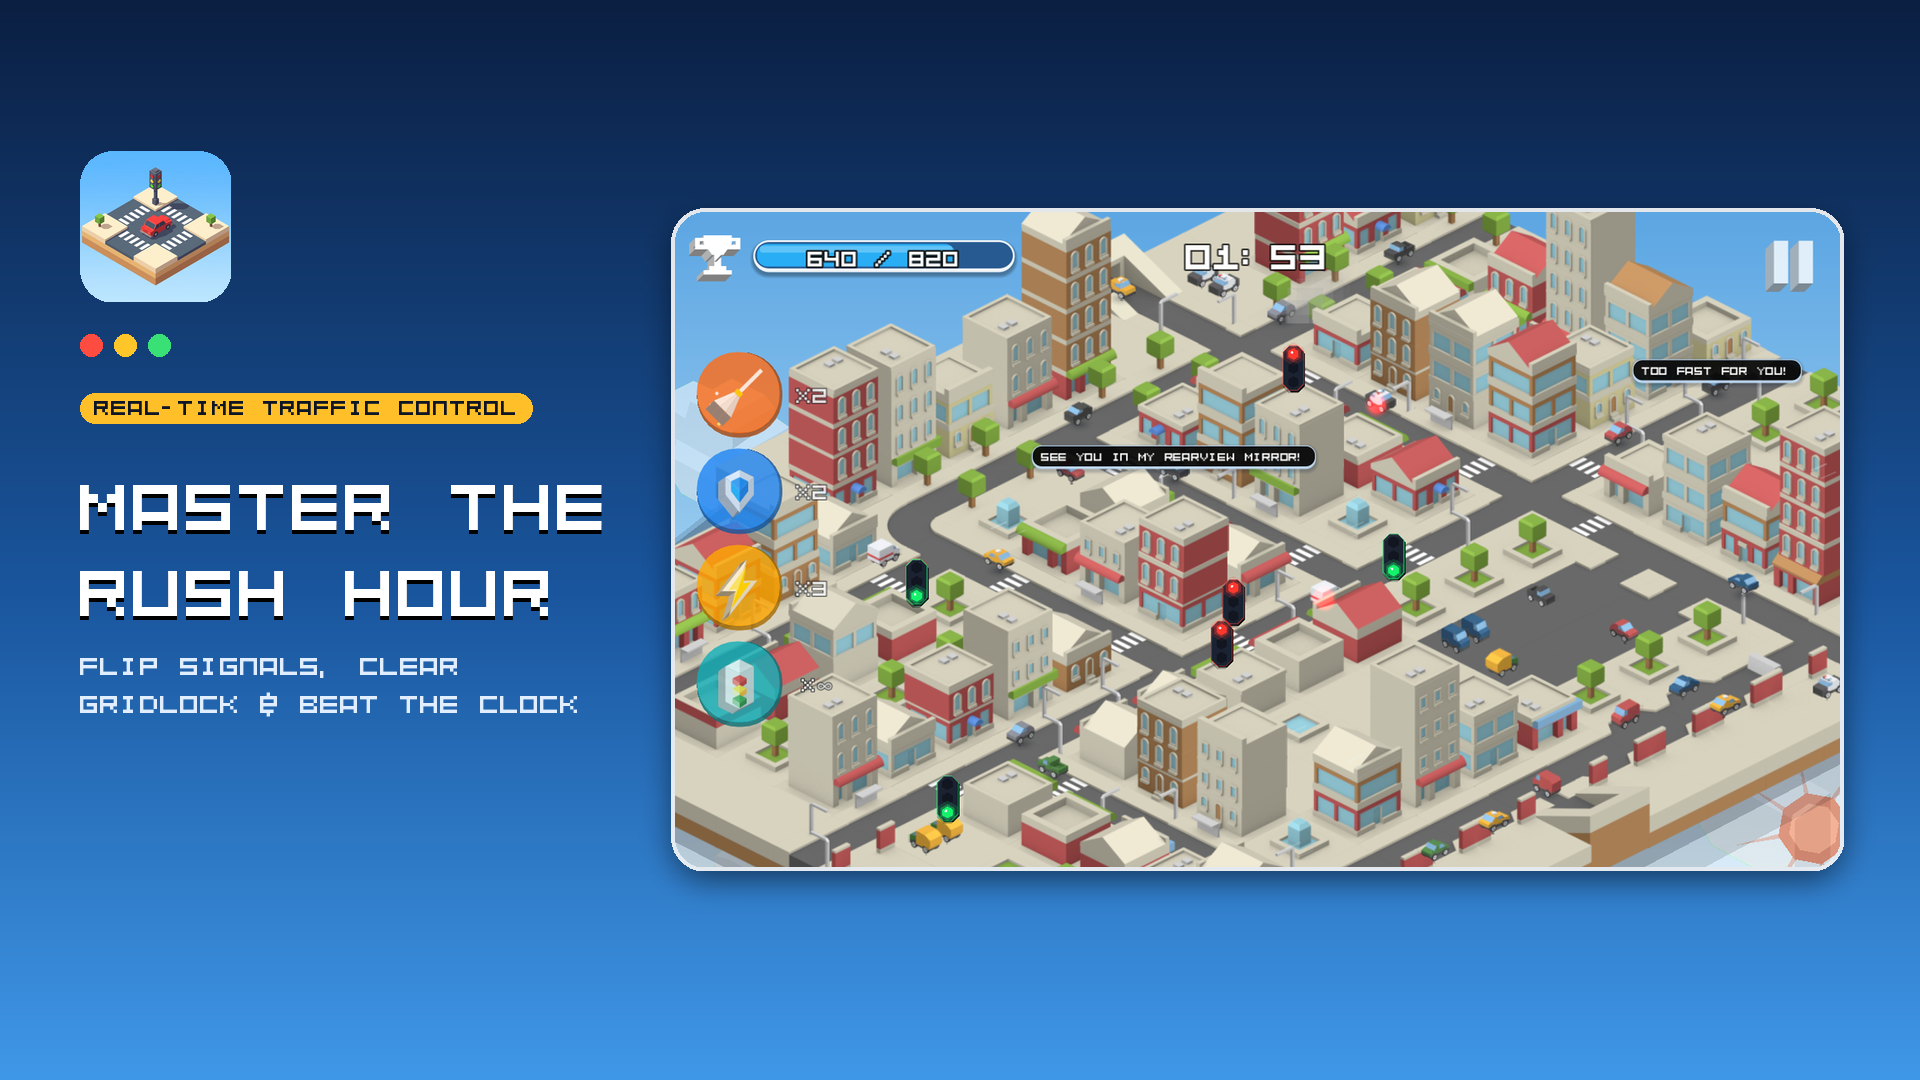 REAL-TIME TRAFFIC CONTROL
MASTER THE
RUSH HOUR
FLIP SIGNALS, CLEAR
GRIDLOCK & BEAT THE CLOCK
640 / 820
01: 53
X2
TOO FAST FOR YOU!
SEE YOU IN MY REARVIEW MIRROR!
X2
X3
X∞